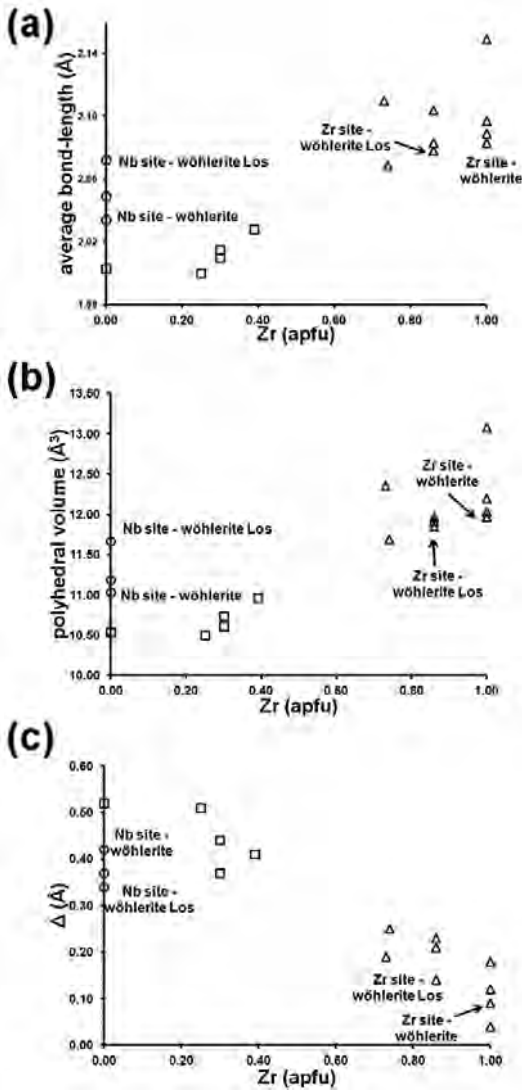 (a)
average bond-length (Å)
2.14
2.10
2.06
2.02
1.98
Nb site - wöhlerite Los
Nb site - wöhlerite
Zr site -
wöhlerite Los
Zr site -
wöhlerite
0.00 0.20 0.40 0.60 0.80 1.00
Zr (apfu)
(b)
polyhedral volume (Å³)
13.50
13.00
12.50
12.00
11.50
11.00
10.50
10.00
Nb site - wöhlerite Los
Nb site - wöhlerite
Zr site -
wöhlerite
Zr site -
wöhlerite Los
0.00 0.20 0.40 0.60 0.80 1.00
Zr (apfu)
(c)
Δ (Å)
0.60
0.50
0.40
0.30
0.20
0.10
0.00
Nb site -
wöhlerite
Nb site -
wöhlerite Los
Zr site -
wöhlerite Los
Zr site -
wöhlerite
0.00 0.20 0.40 0.60 0.80 1.00
Zr (apfu)